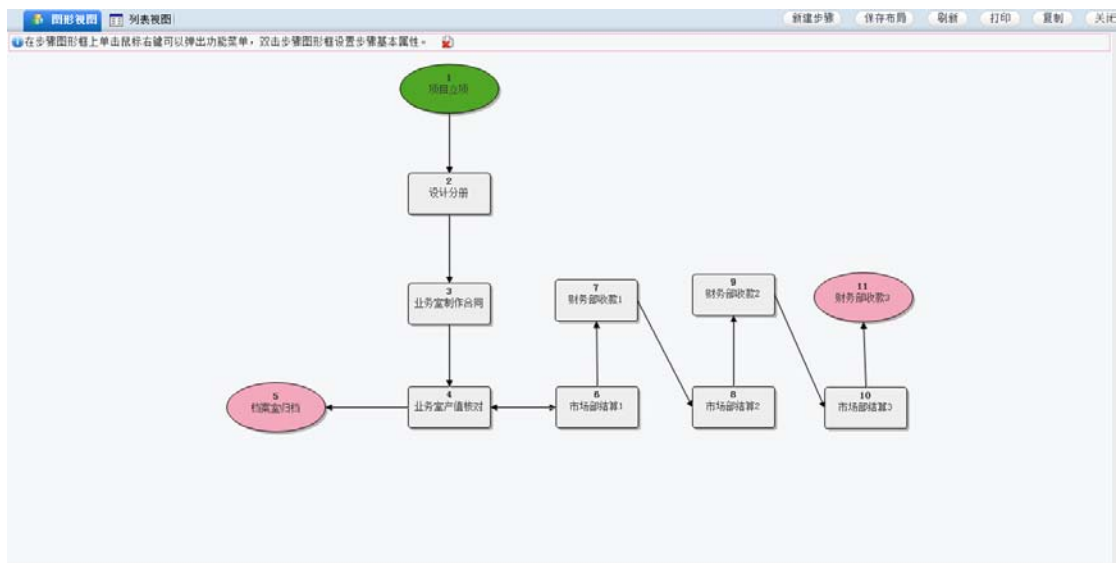 图形视图 列表视图
新建步骤 保存布局 刷新 打印 复制 关闭
在步骤图形框上单击鼠标右键可以弹出功能菜单，双击步骤图形框设置步骤基本属性。
1
项目立项
2
设计分册
3
业务室制作合同
7
财务部收款1
9
财务部收款2
11
财务部收款3
5
档案室归档
4
业务室产值核对
6
市场部结算1
8
市场部结算2
10
市场部结算3